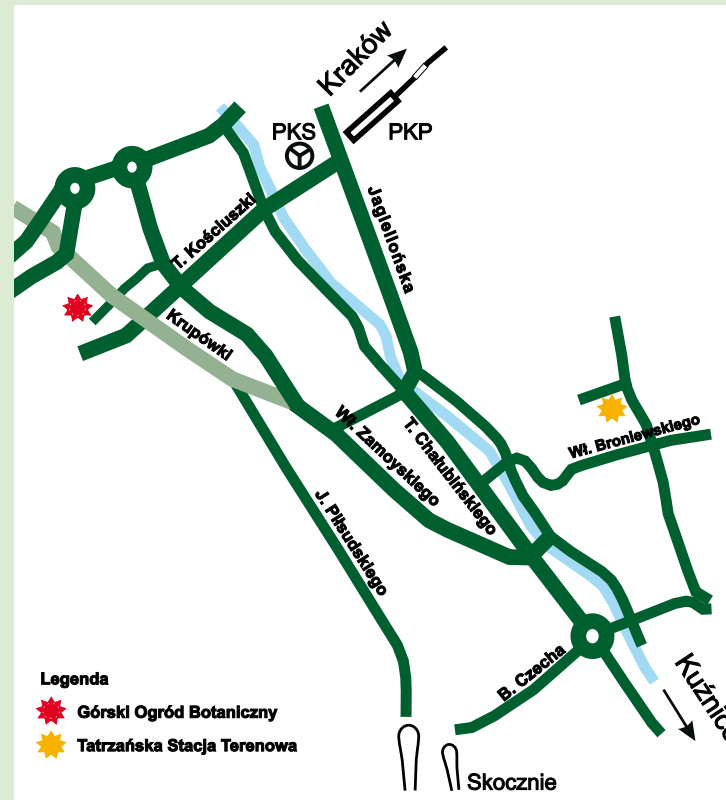 Kraków
PKS
PKP
T. Kościuszki
Jagiellońska
Krupówki
Wł. Zamoyskiego
T. Chałubińskiego
Wł. Broniewskiego
J. Piłsudskiego
B. Czecha
Kuźnice
Legenda
Górski Ogród Botaniczny
Tatrzańska Stacja Terenowa
Skocznie